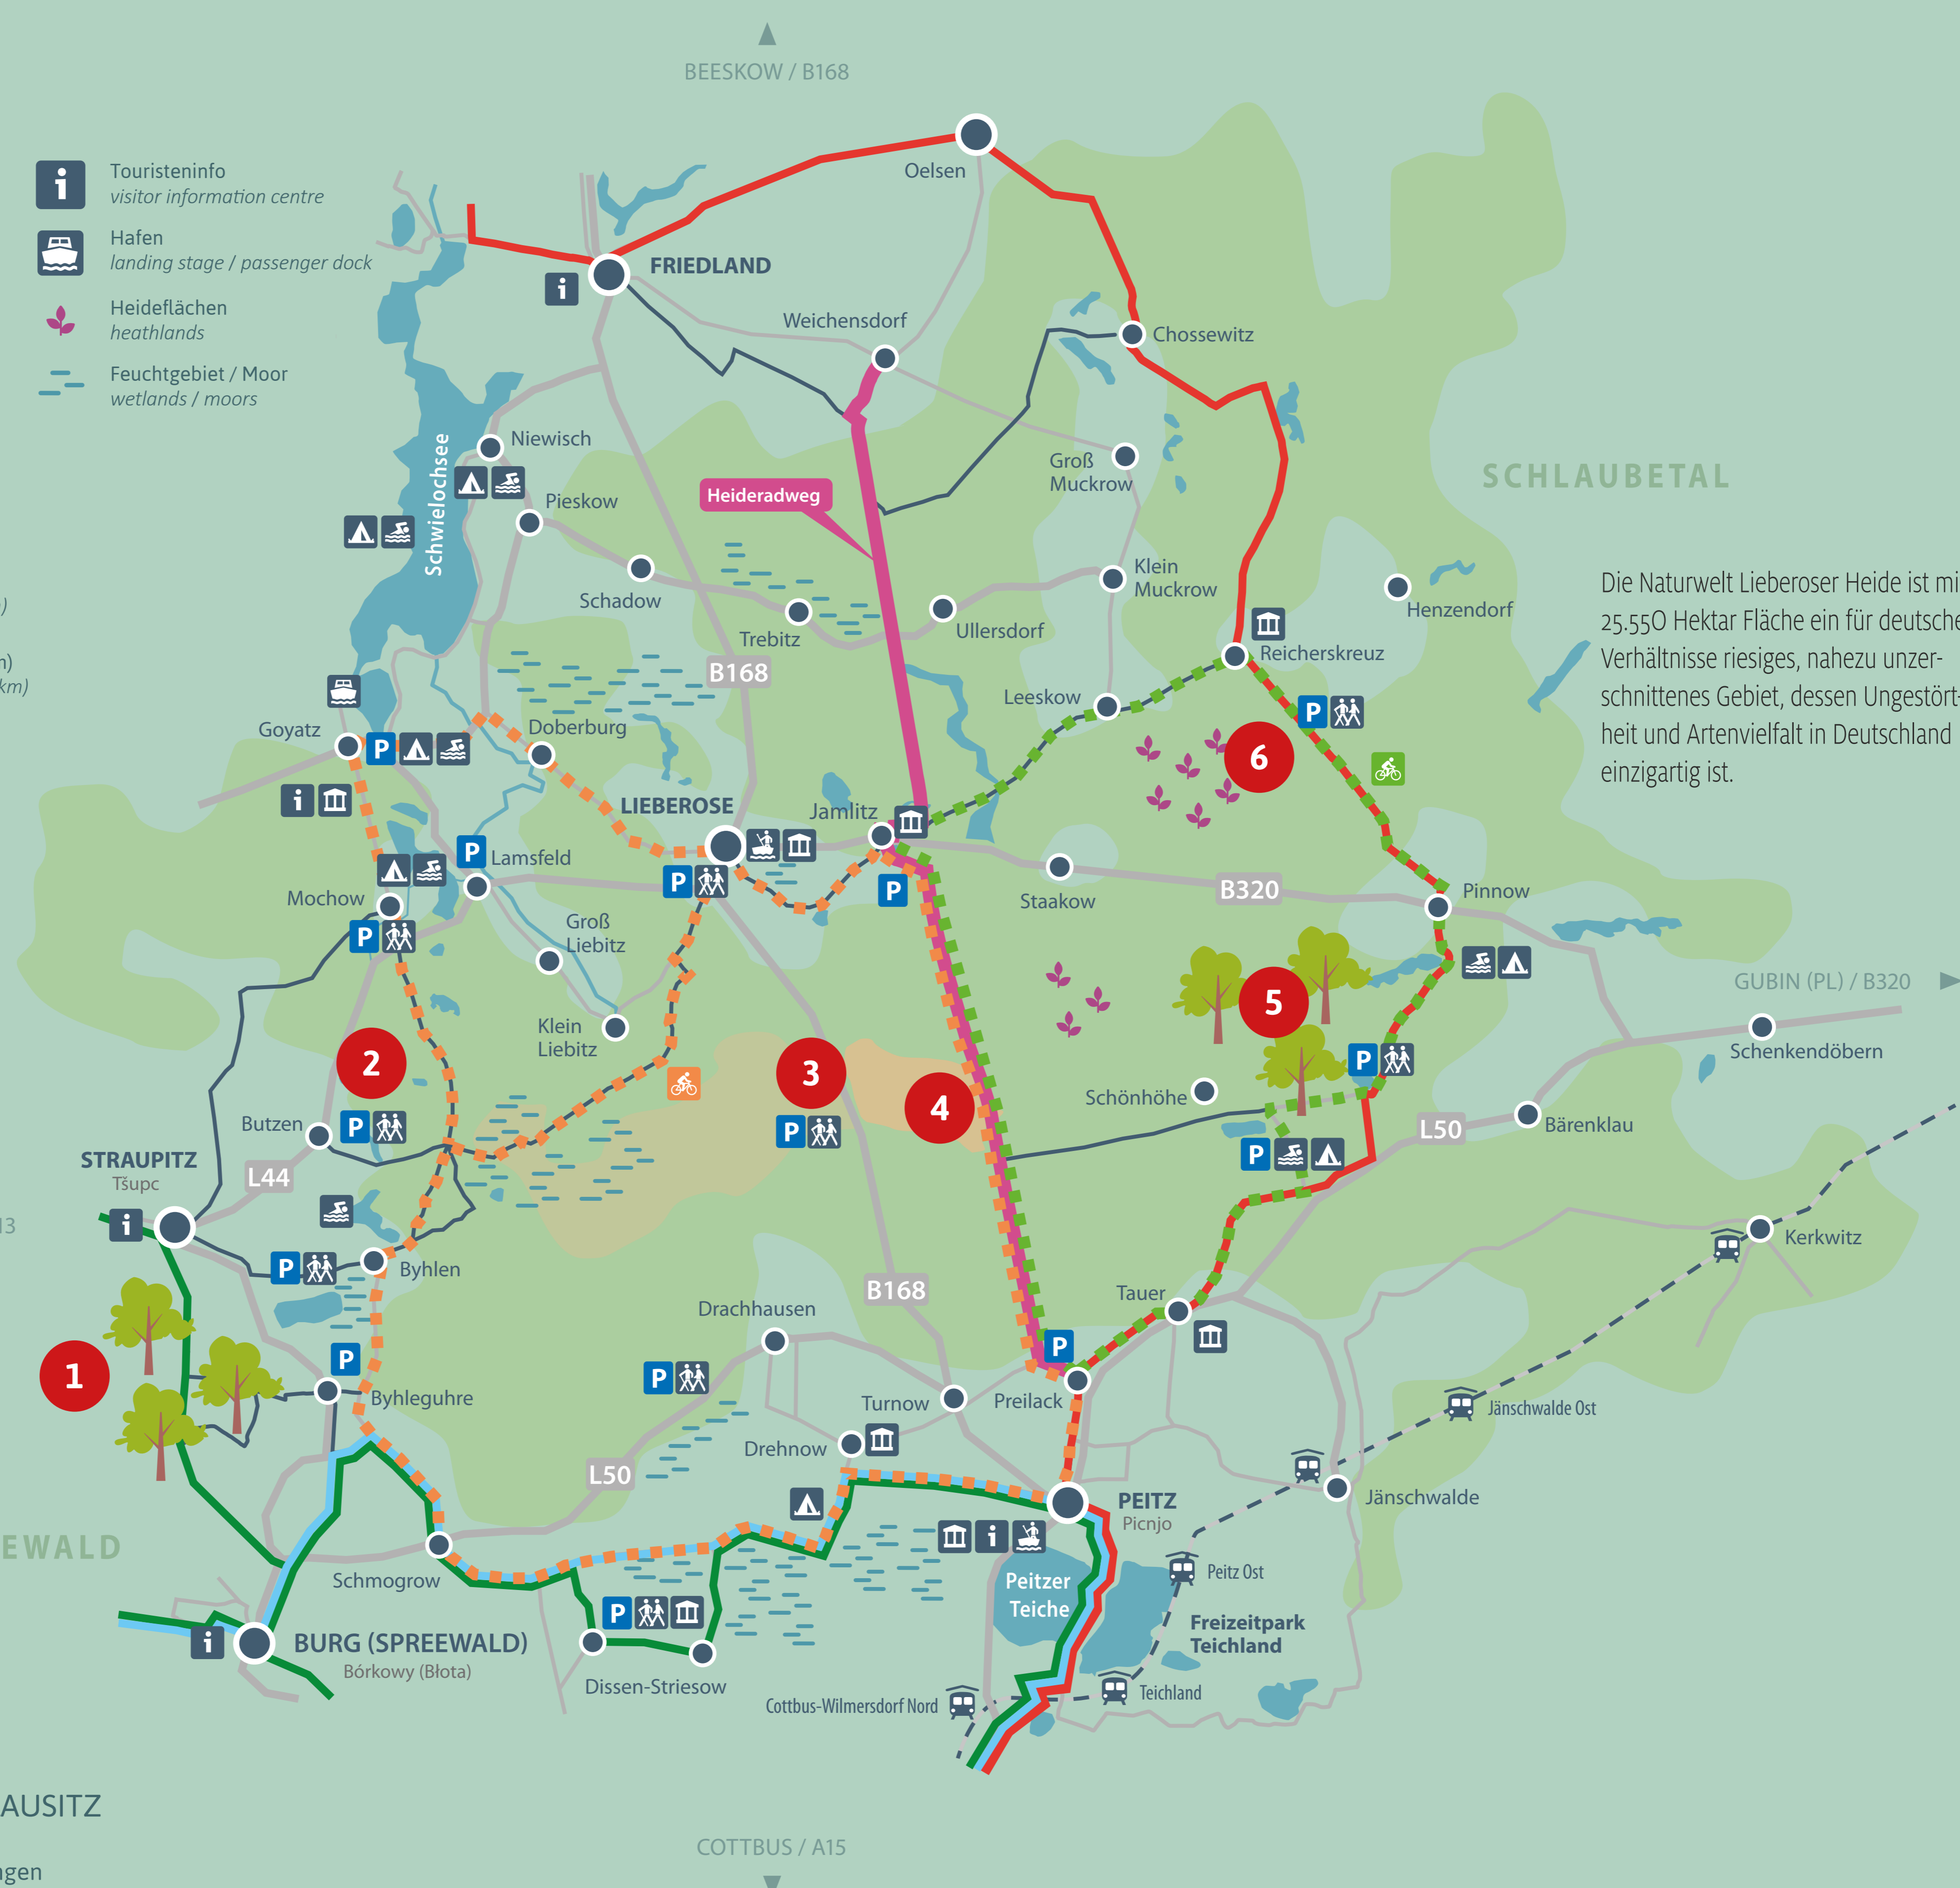 BEESKOW / B168
Touristeninfo
visitor information centre
Hafen
landing stage / passenger dock
Heideflächen
heathlands
Feuchtgebiet / Moor
wetlands / moors
Oelsen
FRIEDLAND
Weichensdorf
Chossewitz
Niewisch
Schwielochsee
Groß
Muckrow
SCHLAUBETAL
Heideradweg
Pieskow
Schadow
Trebitz
Ullersdorf
Klein
Muckrow
Henzendorf
Die Naturwelt Lieberoser Heide ist mi
25.550 Hektar Fläche ein für deutsche
Verhältnisse riesiges, nahezu unzer-
schnittenes Gebiet, dessen Ungestört-
heit und Artenvielfalt in Deutschland
einzigartig ist.
)
m)
km)
B168
Reicherskreuz
Leeskow
P
Goyatz
P
Doberburg
6
LIEBEROSE
Jamlitz
P
Lamsfeld
P
P
Staakow
B320
Pinnow
Mochow
P
Groß
Liebitz
5
GUBIN (PL) / B320
Klein
Liebitz
Schenkendöbern
2
3
4
P
Schönhöhe
Butzen
P
P
L50
Bärenklau
STRAUPITZ
Tšupc
L44
P
13
Byhlen
P
Kerkwitz
B168
Tauer
Drachhausen
1
P
P
P
Byhleguhre
Turnow
Preilack
Jänschwalde Ost
Drehnow
L50
Jänschwalde
PEITZ
Picnjo
EWALD
Schmogrow
Peitzer
Teiche
Peitz Ost
P
Freizeitpark
Teichland
BURG (SPREEWALD)
Bórkowy (Błota)
Dissen-Striesow
Cottbus-Wilmersdorf Nord
Teichland
AUSITZ
COTTBUS / A15
ngen